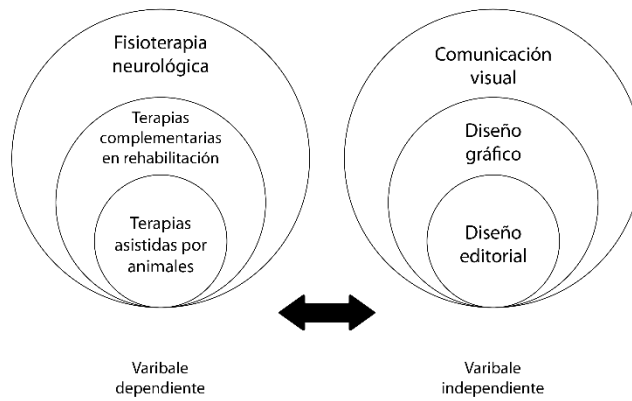 Fisioterapia
neurológica
Terapias
complementarias
en rehabilitación
Terapias
asistidas por
animales
Varibale
dependiente
Comunicación
visual
Diseño
gráfico
Diseño
editorial
Varibale
independiente